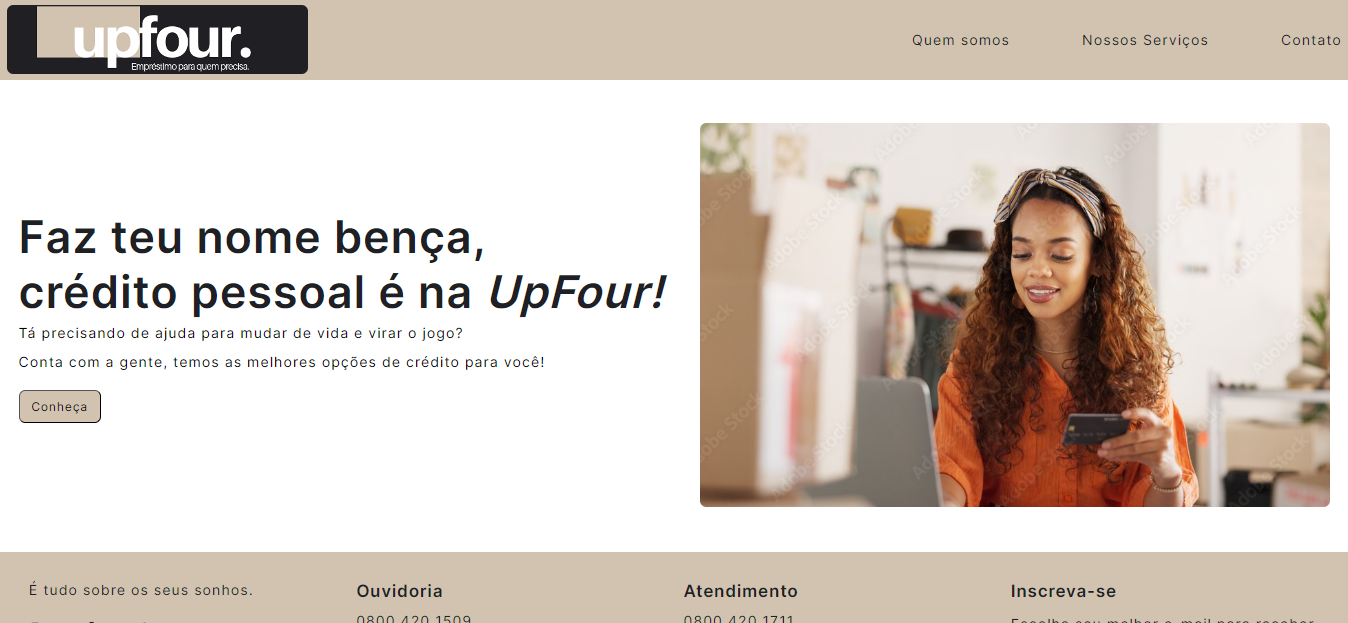 upfour.
Empréstimo para quem precisa.
Quem somos
Nossos Serviços
Contato
Faz teu nome bença,
crédito pessoal é na UpFour!
Tá precisando de ajuda para mudar de vida e virar o jogo?
Conta com a gente, temos as melhores opções de crédito para você!
Conheça
Adobe Stock
É tudo sobre os seus sonhos.
Ouvidoria
0800 420 1509
Atendimento
0800 420 1711
Inscreva-se
Escolha seu melhor e-mail para receber